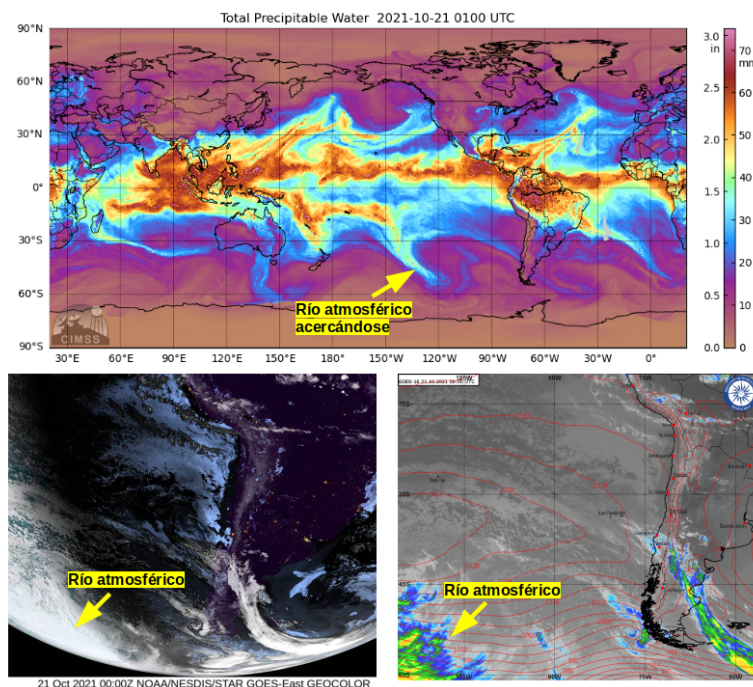 Total Precipitable Water 2021-10-21 0100 UTC
90°N
60°N
30°N
0°
30°S
60°S
90°S
30°E 60°E 90°E 120°E 150°E 180° 150°W 120°W 90°W 60°W 30°W 0°
3.0 in 70 mm
2.5 60
2.0 50
40
1.5
30
1.0
20
0.5
10
0.0 0
Río atmosférico
acercándose
CIMSS
Río atmosférico
21 Oct 2021 00:00Z NOAA/NESDIS/STAR GOES-East GEOCOLOR
Río atmosférico